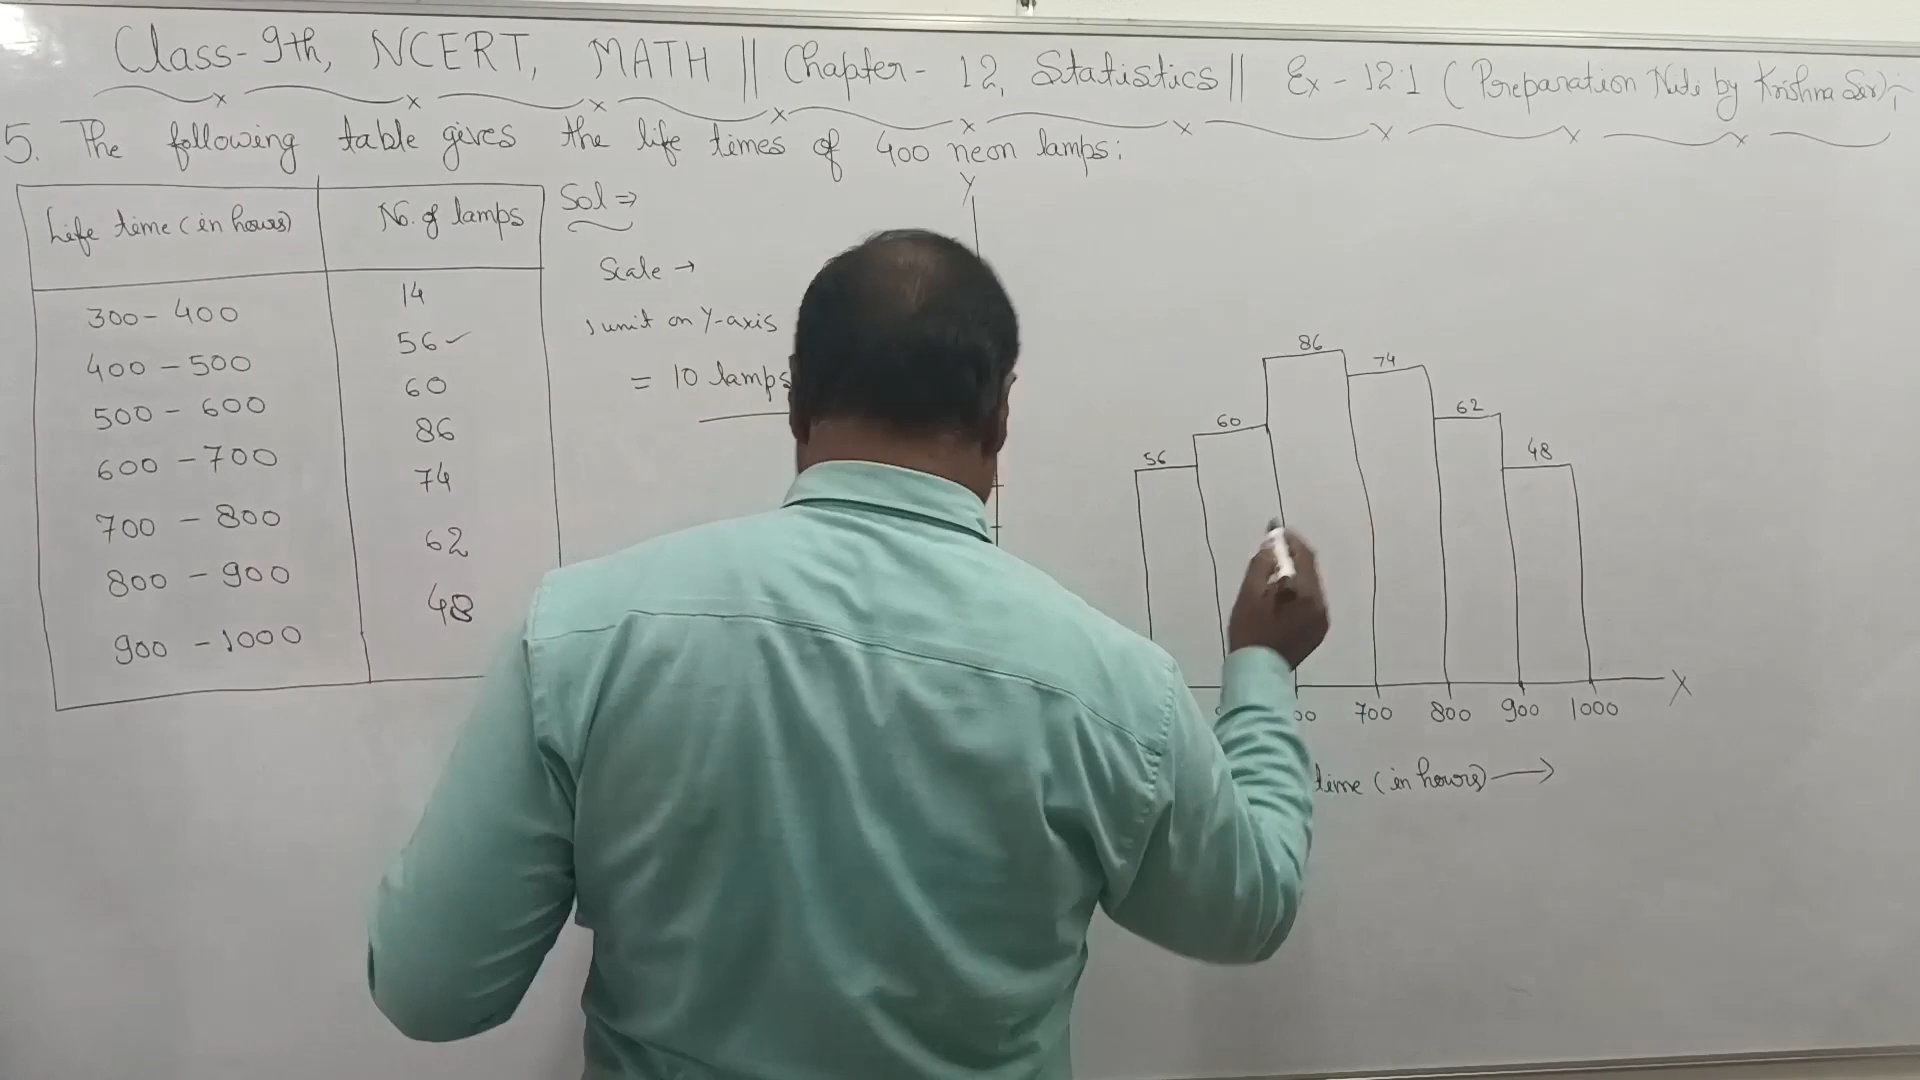 Class-9th, NCERT, MATH || Chapter-12, Statistics || Ex-12.1 (Preparation Note by Krishna Sir);
5. The following table gives the life times of 400 neon lamps:
Life time (in hours) No. of lamps
300-400 14
400-500 56
500-600 60
600-700 86
700-800 74
800-900 62
900-1000 48
Sol ⇒
Scale →
1 unit on Y-axis
= 10 lamps
Y
56 60 86 74 62 48
700 800 900 1000 X
time (in hours) →